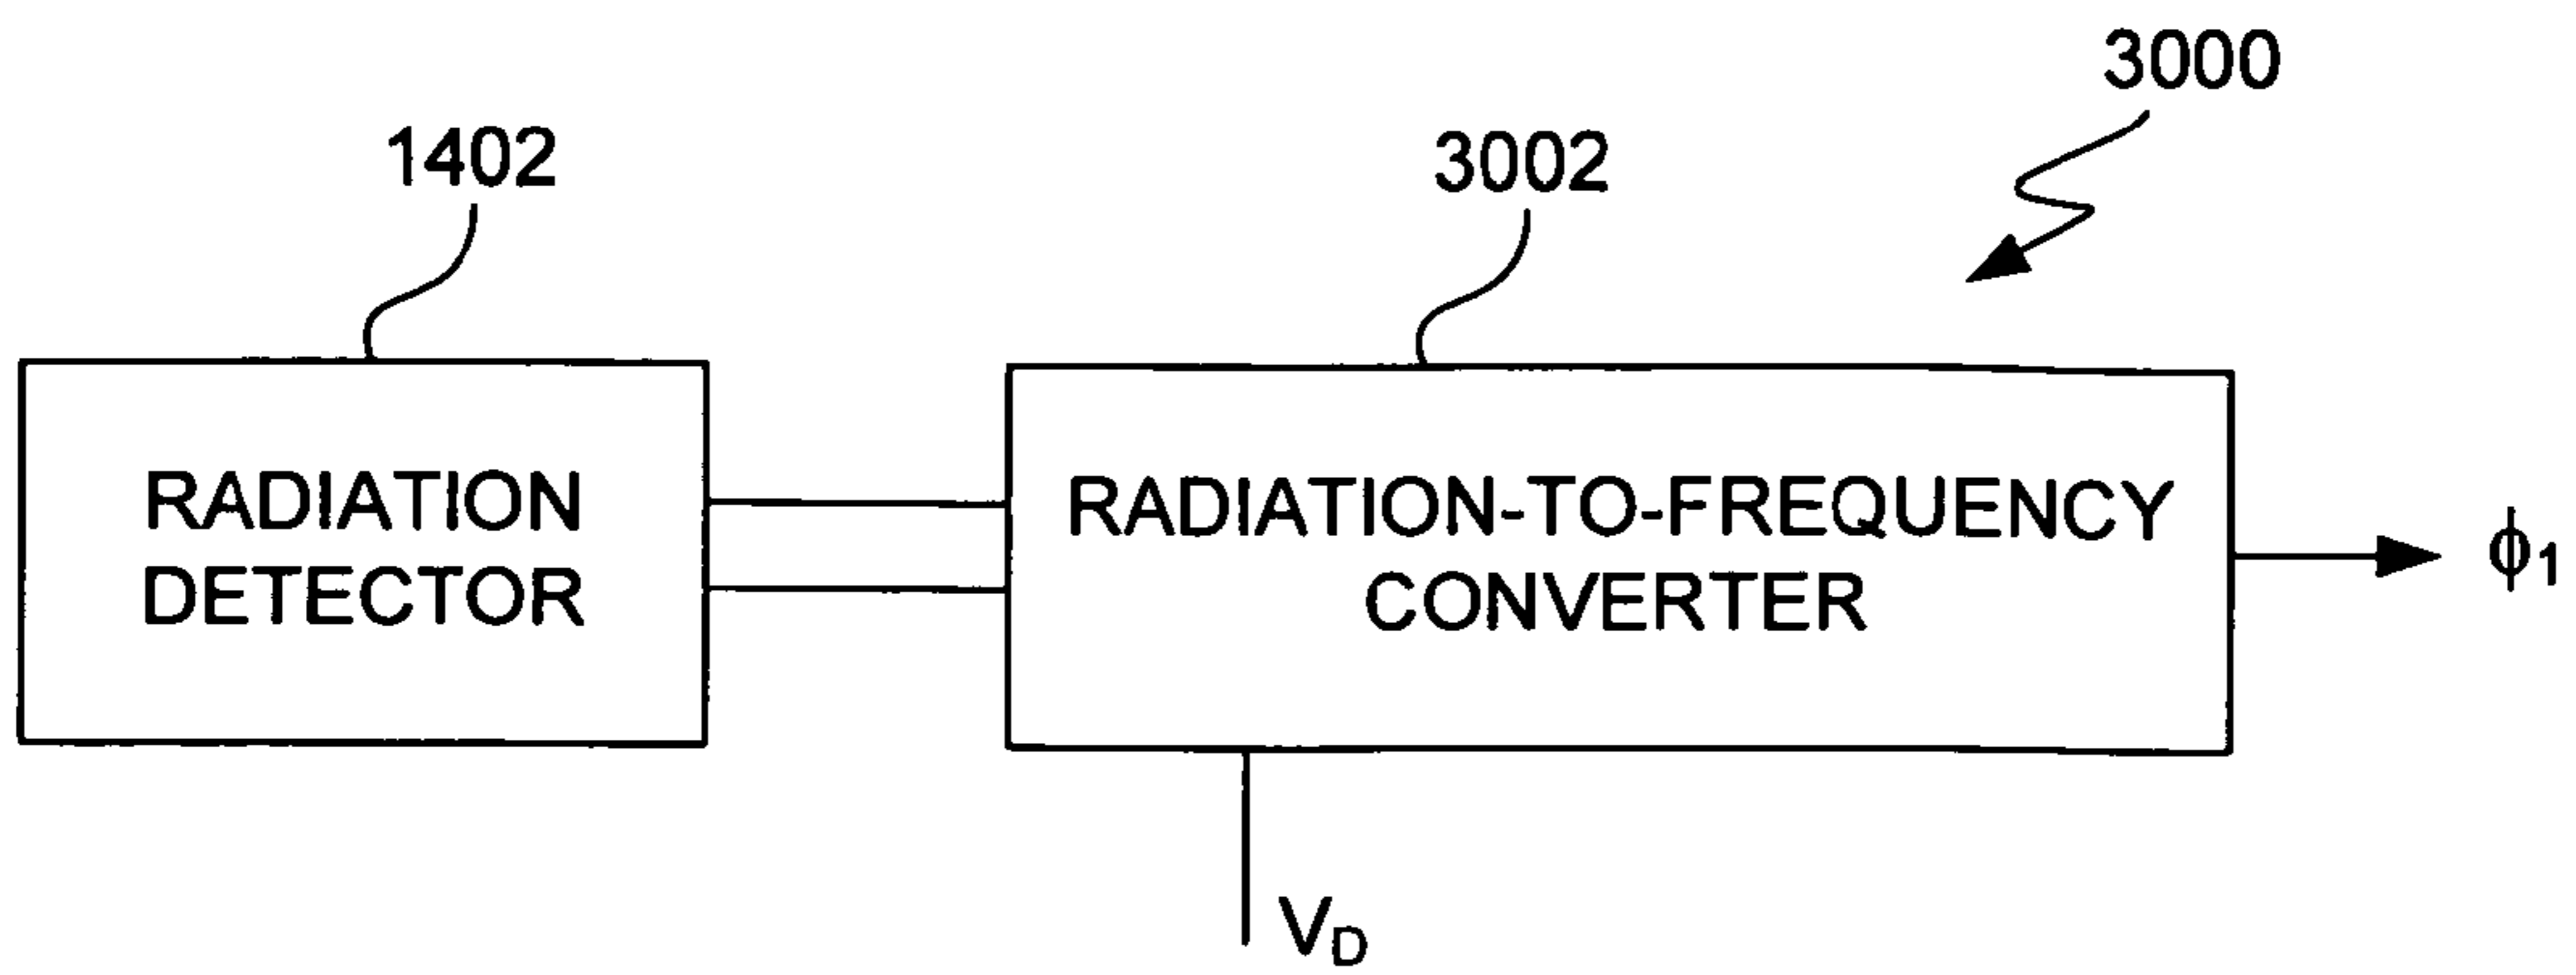 3000
1402
3002
RADIATION
DETECTOR
RADIATION-TO-FREQUENCY
CONVERTER
ϕ1
VD